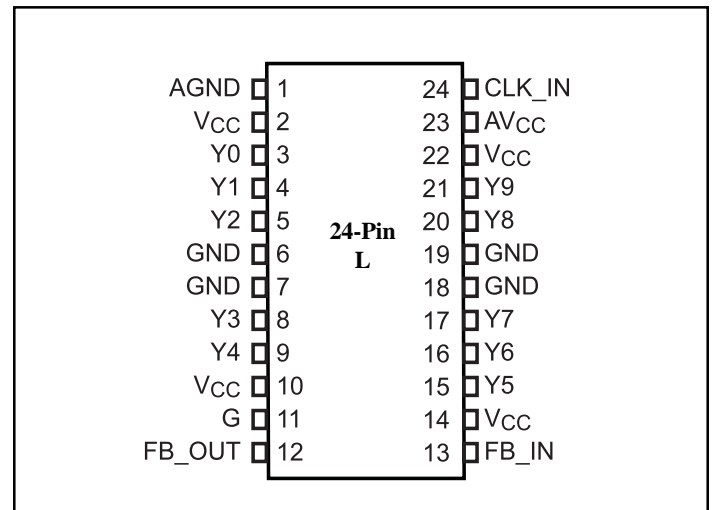 AGND 1 24 CLK_IN
VCC 2 23 AVCC
Y0 3 22 VCC
Y1 4 21 Y9
Y2 5 20 Y8
24-Pin
GND 6 19 GND
L
GND 7 18 GND
Y3 8 17 Y7
Y4 9 16 Y6
VCC 10 15 Y5
G 11 14 VCC
FB_OUT 12 13 FB_IN